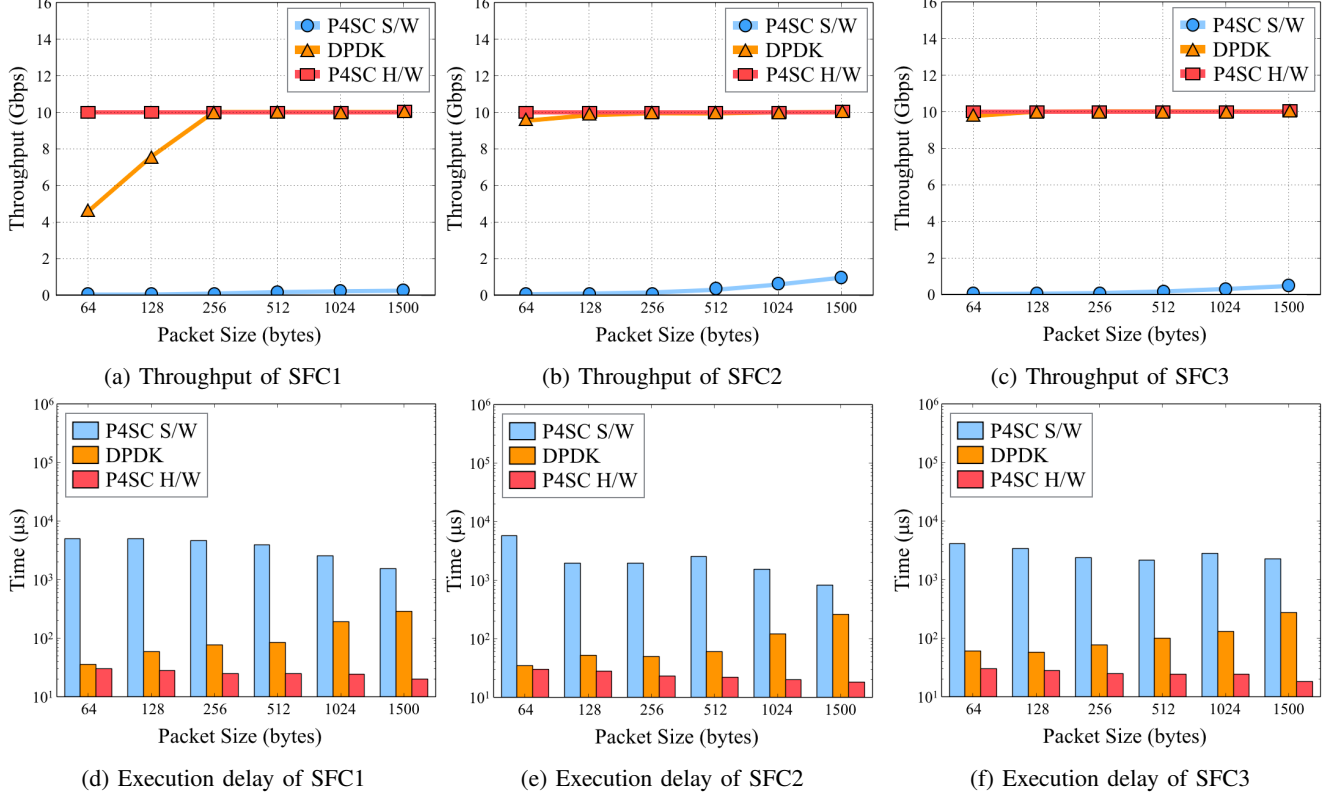 16
14
12
10
8
6
4
2
0
Throughput (Gbps)
P4SC S/W
DPDK
P4SC H/W
64 128 256 512 1024 1500
Packet Size (bytes)
(a) Throughput of SFC1
16
14
12
10
8
6
4
2
0
Throughput (Gbps)
P4SC S/W
DPDK
P4SC H/W
64 128 256 512 1024 1500
Packet Size (bytes)
(b) Throughput of SFC2
16
14
12
10
8
6
4
2
0
Throughput (Gbps)
P4SC S/W
DPDK
P4SC H/W
64 128 256 512 1024 1500
Packet Size (bytes)
(c) Throughput of SFC3
10⁶
10⁵
10⁴
10³
10²
10¹
Time (μs)
P4SC S/W
DPDK
P4SC H/W
64 128 256 512 1024 1500
Packet Size (bytes)
(d) Execution delay of SFC1
10⁶
10⁵
10⁴
10³
10²
10¹
Time (μs)
P4SC S/W
DPDK
P4SC H/W
64 128 256 512 1024 1500
Packet Size (bytes)
(e) Execution delay of SFC2
10⁶
10⁵
10⁴
10³
10²
10¹
Time (μs)
P4SC S/W
DPDK
P4SC H/W
64 128 256 512 1024 1500
Packet Size (bytes)
(f) Execution delay of SFC3